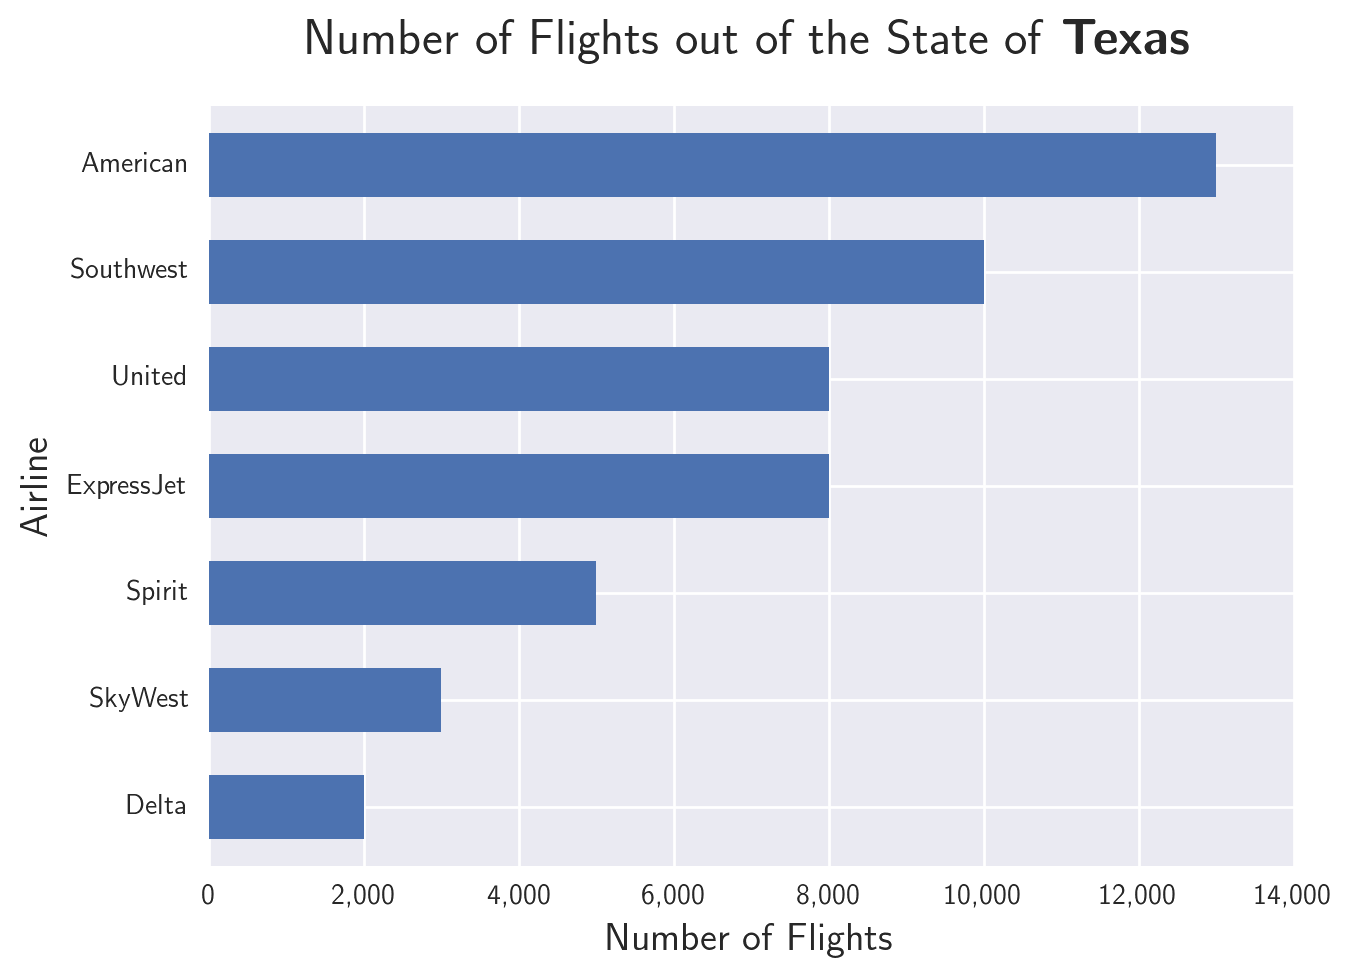 Number of Flights out of the State of Texas
American
Southwest
United
ExpressJet
Spirit
SkyWest
Delta
Airline
0 2,000 4,000 6,000 8,000 10,000 12,000 14,000
Number of Flights